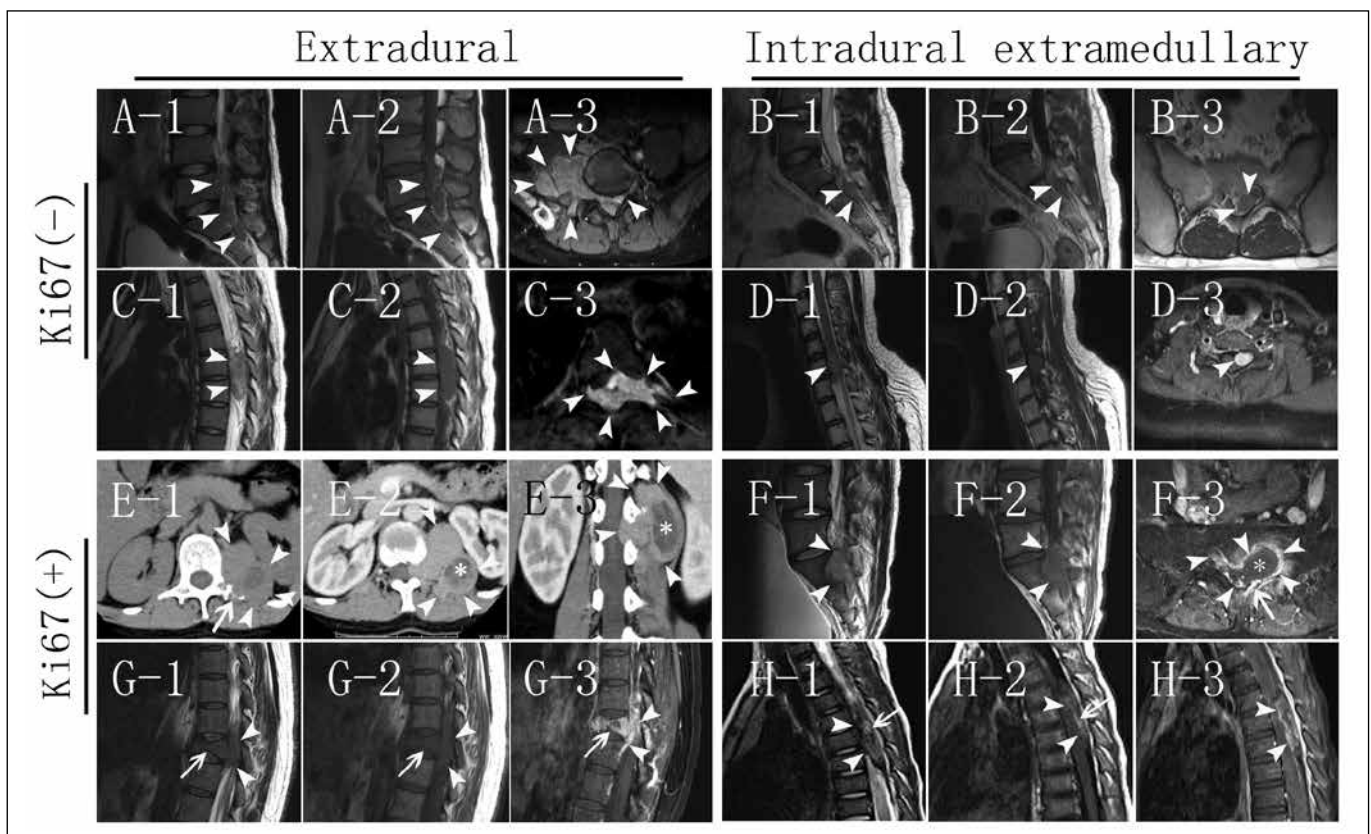 Extradural
Intradural extramedullary
Ki67(-)
A-1 A-2 A-3 B-1 B-2 B-3
C-1 C-2 C-3 D-1 D-2 D-3
Ki67(+)
E-1 E-2 E-3 F-1 F-2 F-3
* * *
G-1 G-2 G-3 H-1 H-2 H-3